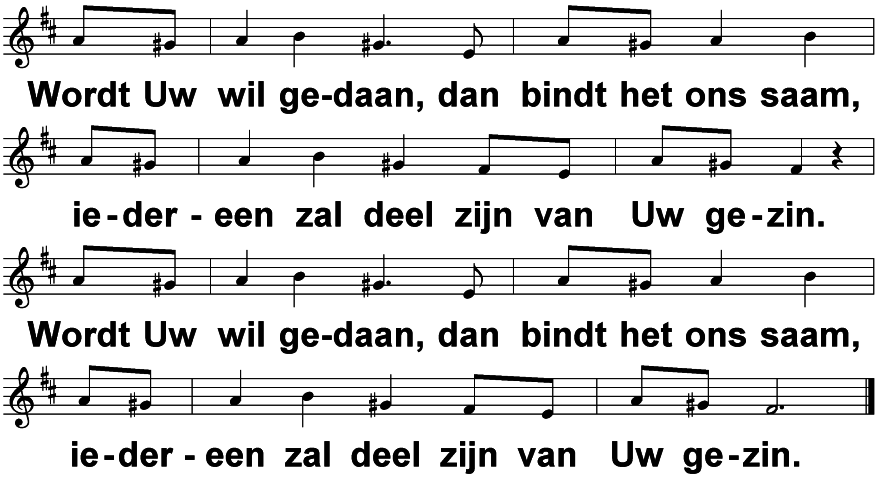 Wordt Uw wil ge-daan, dan bindt het ons saam,
ie-der-een zal deel zijn van Uw ge-zin.
Wordt Uw wil ge-daan, dan bindt het ons saam,
ie-der-een zal deel zijn van Uw ge-zin.